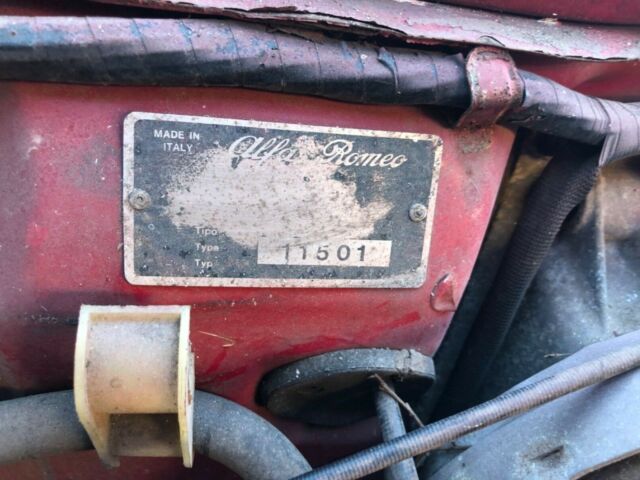 MADE IN
ITALY
Alfa Romeo
Tipo
Type
Typ
11501